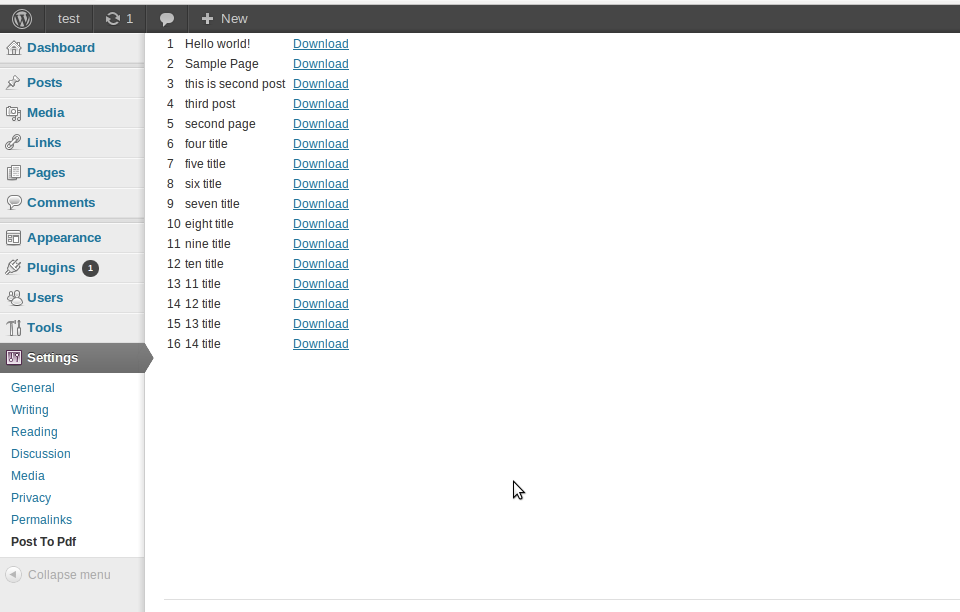 test 1 New
Dashboard
Posts
Media
Links
Pages
Comments
Appearance
Plugins 1
Users
Tools
Settings
General
Writing
Reading
Discussion
Media
Privacy
Permalinks
Post To Pdf
Collapse menu
1 Hello world! Download
2 Sample Page Download
3 this is second post Download
4 third post Download
5 second page Download
6 four title Download
7 five title Download
8 six title Download
9 seven title Download
10 eight title Download
11 nine title Download
12 ten title Download
13 11 title Download
14 12 title Download
15 13 title Download
16 14 title Download